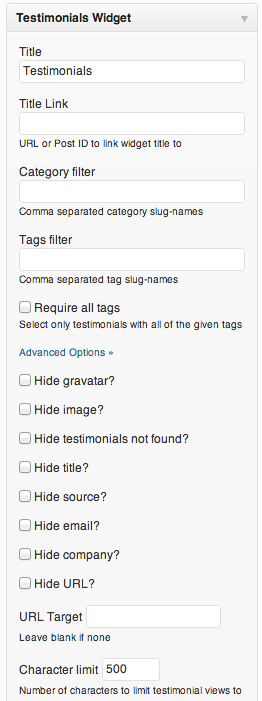 Testimonials Widget
Title
Testimonials
Title Link
URL or Post ID to link widget title to
Category filter
Comma separated category slug-names
Tags filter
Comma separated tag slug-names
Require all tags
Select only testimonials with all of the given tags
Advanced Options »
Hide gravatar?
Hide image?
Hide testimonials not found?
Hide title?
Hide source?
Hide email?
Hide company?
Hide URL?
URL Target
Leave blank if none
Character limit 500
Number of characters to limit testimonial views to